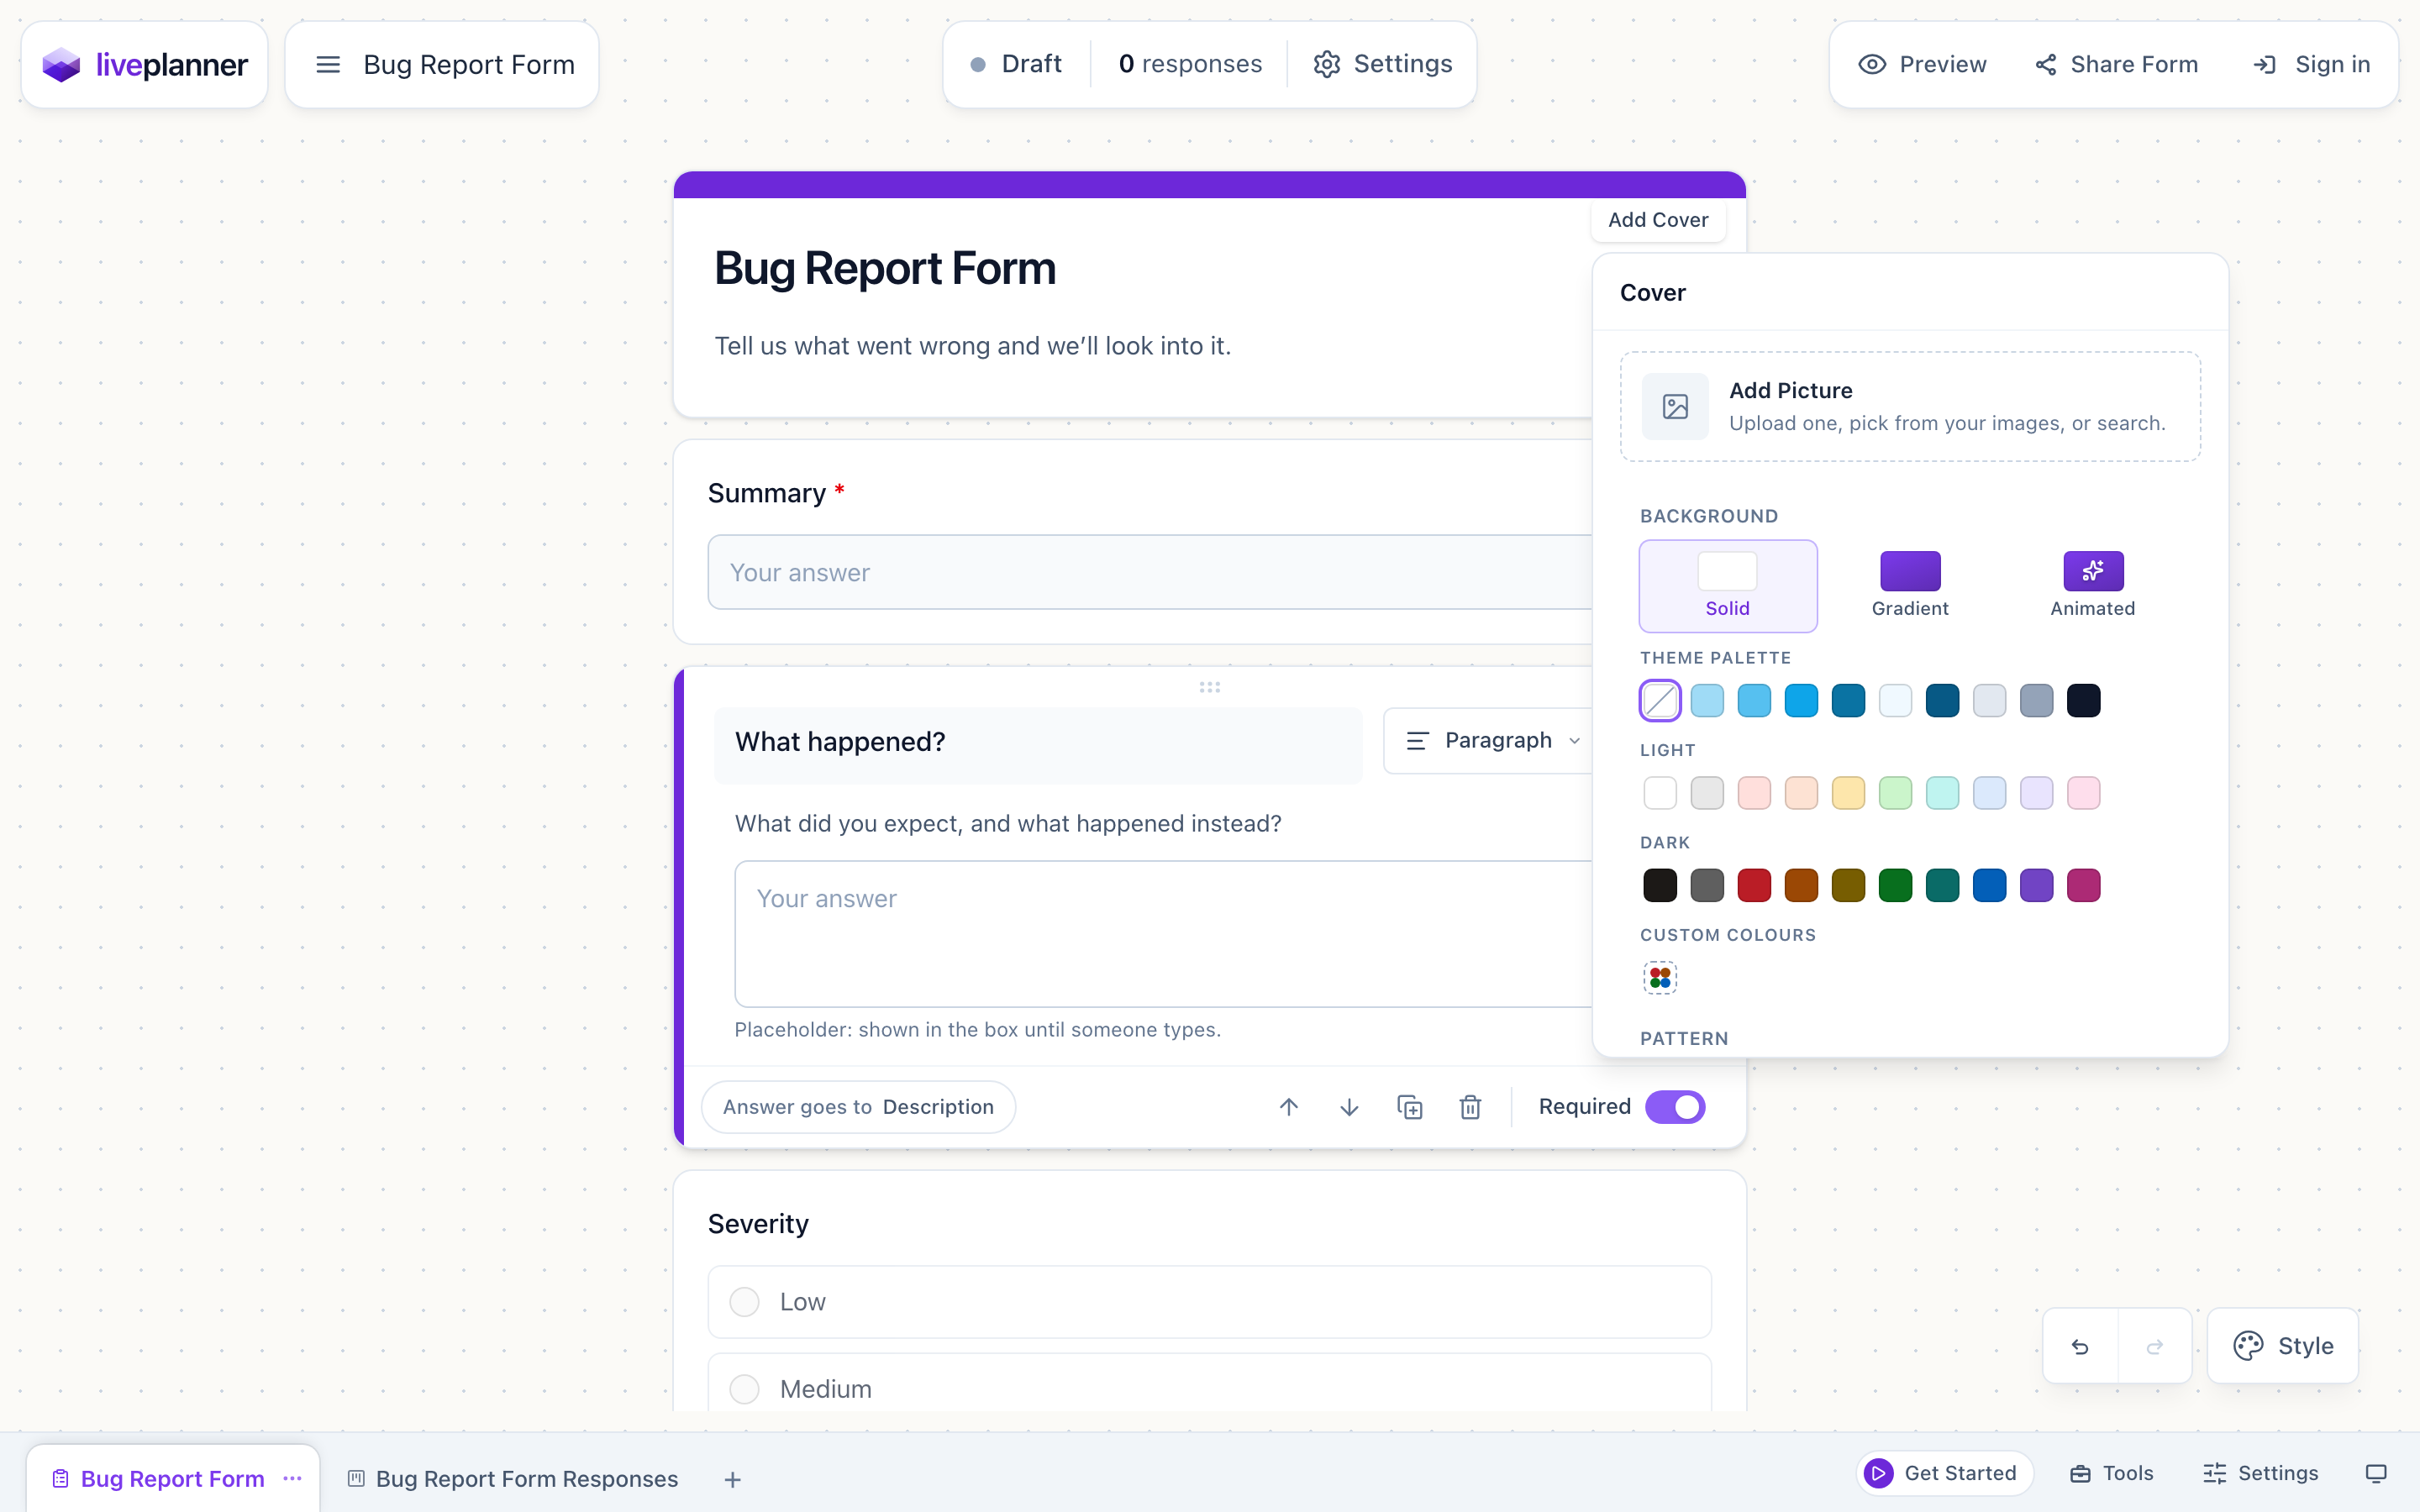 liveplanner
Bug Report Form
Draft
0 responses
Settings
Preview
Share Form
Sign in
Add Cover
Bug Report Form
Tell us what went wrong and we’ll look into it.
Cover
Add Picture
Upload one, pick from your images, or search.
BACKGROUND
Solid
Gradient
Animated
THEME PALETTE
LIGHT
DARK
CUSTOM COLOURS
PATTERN
Summary *
Your answer
What happened?
Paragraph
What did you expect, and what happened instead?
Your answer
Placeholder: shown in the box until someone types.
Answer goes to Description
Required
Severity
Low
Medium
Style
Bug Report Form
Bug Report Form Responses
Get Started
Tools
Settings